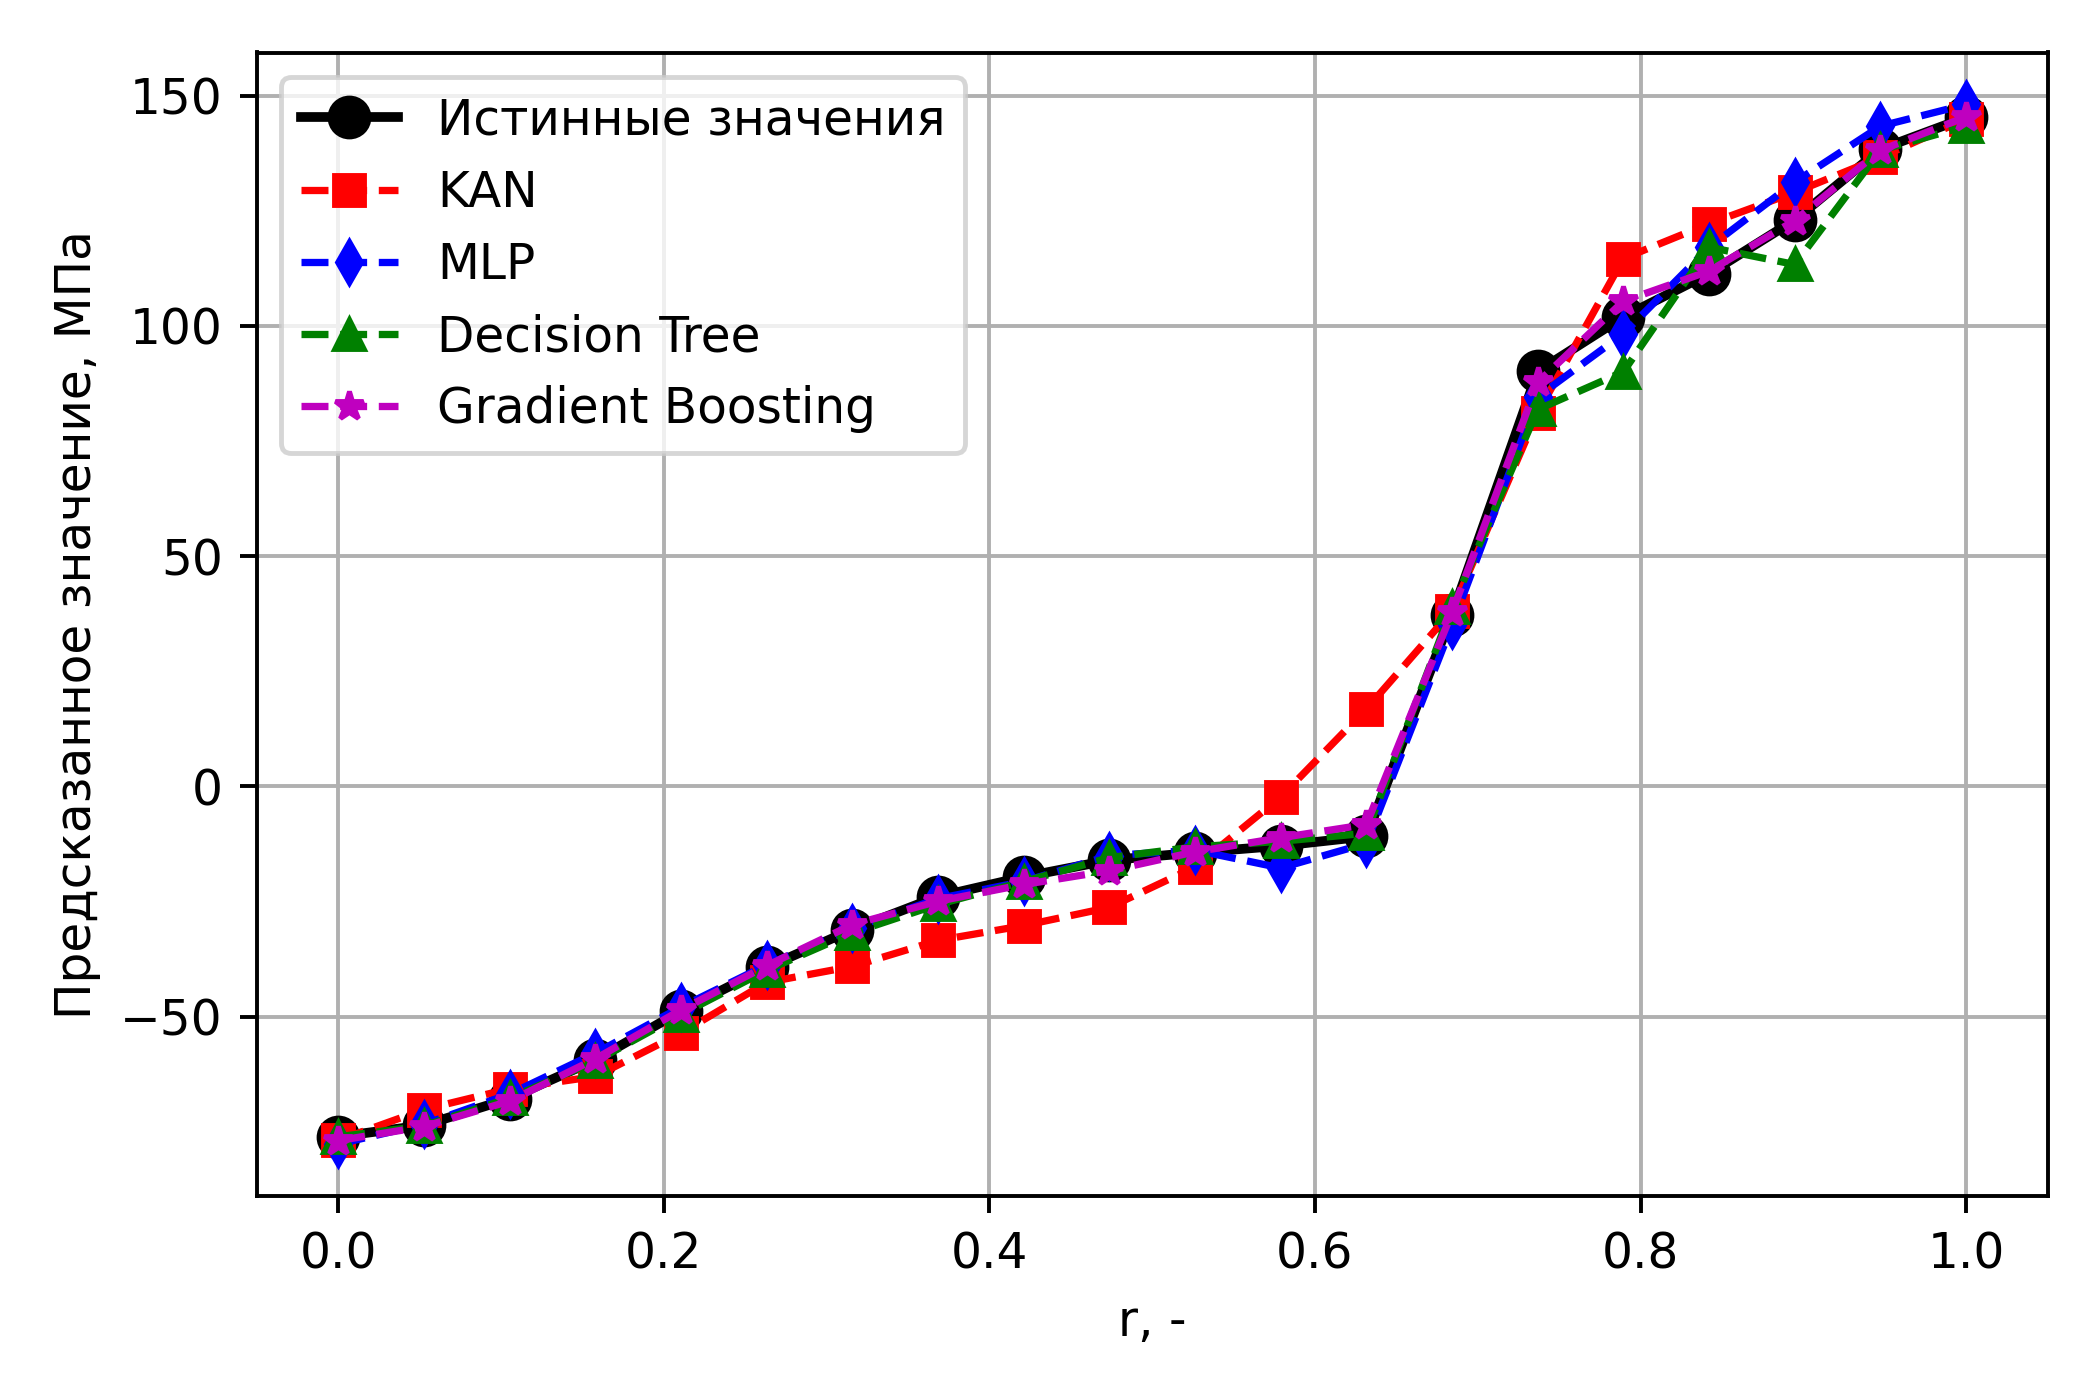 Предсказанное значение, МПа
150
100
50
0
−50
Истинные значения
KAN
MLP
Decision Tree
Gradient Boosting
0.0 0.2 0.4 0.6 0.8 1.0
r, -